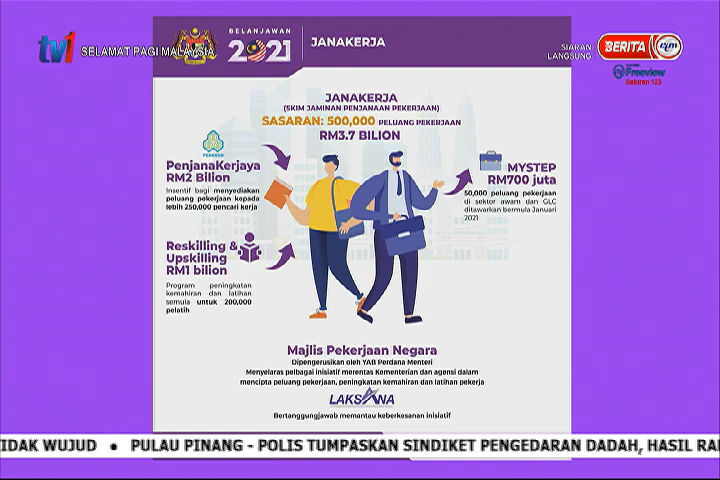 tv1 SELAMAT PAGI MALAYSIA
BELANJAWAN
2021
JANAKERJA
SIARAN
LANGSUNG
BERITA rtm
Freeview
Saluran 123
JANAKERJA
(SKIM JAMINAN PENJANAAN PEKERJAAN)
SASARAN: 500,000 PELUANG PEKERJAAN
RM3.7 BILION
PenjanaKerjaya
RM2 Bilion
Insentif bagi menyediakan
peluang pekerjaan kepada
lebih 250,000 pencari kerja
MYSTEP
RM700 juta
50,000 peluang pekerjaan
di sektor awam dan GLC
ditawarkan bermula Januari
2021
Reskilling &
Upskilling
RM1 bilion
Program peningkatan
kemahiran dan latihan
semula untuk 200,000
pelatih
Majlis Pekerjaan Negara
Dipengerusikan oleh YAB Perdana Menteri
Menyelaras pelbagai inisiatif merentas Kementerian dan agensi dalam
mencipta peluang pekerjaan, peningkatan kemahiran dan latihan pekerja
LAKSANA
Bertanggungjawab memantau keberkesanan inisiatif
IDAK WUJUD • PULAU PINANG - POLIS TUMPASKAN SINDIKET PENGEDARAN DADAH, HASIL RA